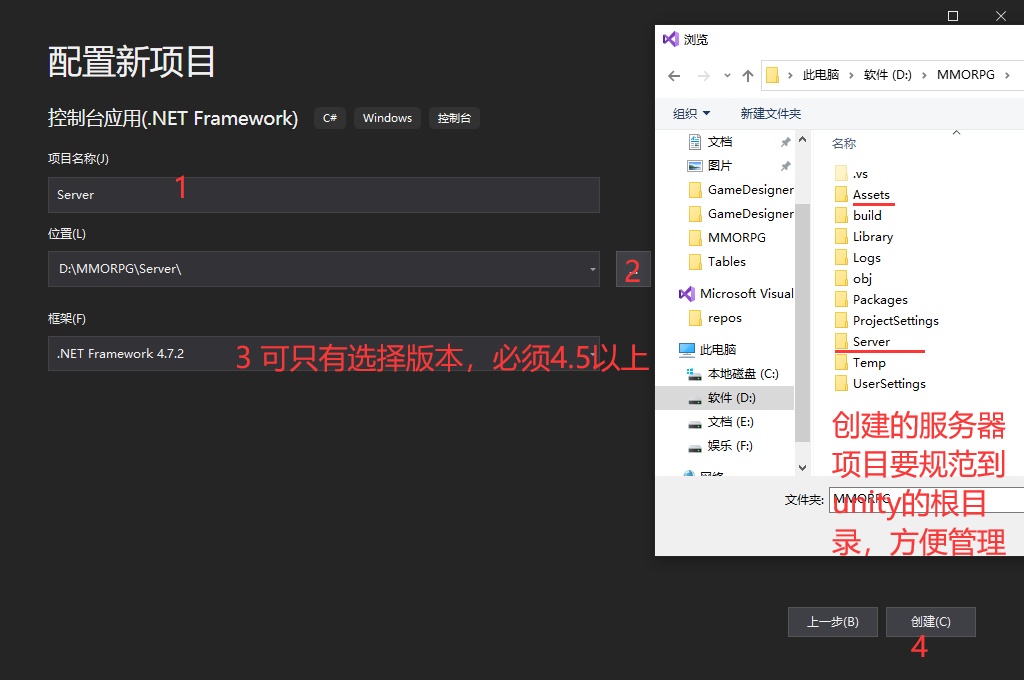 配置新项目
控制台应用(.NET Framework)
C#
Windows
控制台
项目名称(J)
Server
1
位置(L)
D:\MMORPG\Server\
2
框架(F)
.NET Framework 4.7.2
3 可只有选择版本，必须4.5以上
浏览
此电脑
软件 (D:)
MMORPG
组织
新建文件夹
文档
图片
GameDesigner
GameDesigner
MMORPG
Tables
Microsoft Visual
repos
此电脑
本地磁盘 (C:)
软件 (D:)
文档 (E:)
娱乐 (F:)
网络
名称
.vs
Assets
build
Library
Logs
obj
Packages
ProjectSettings
Server
Temp
UserSettings
文件夹:
MMORPG
创建的服务器
项目要规范到
unity的根目
录，方便管理
上一步(B)
创建(C)
4